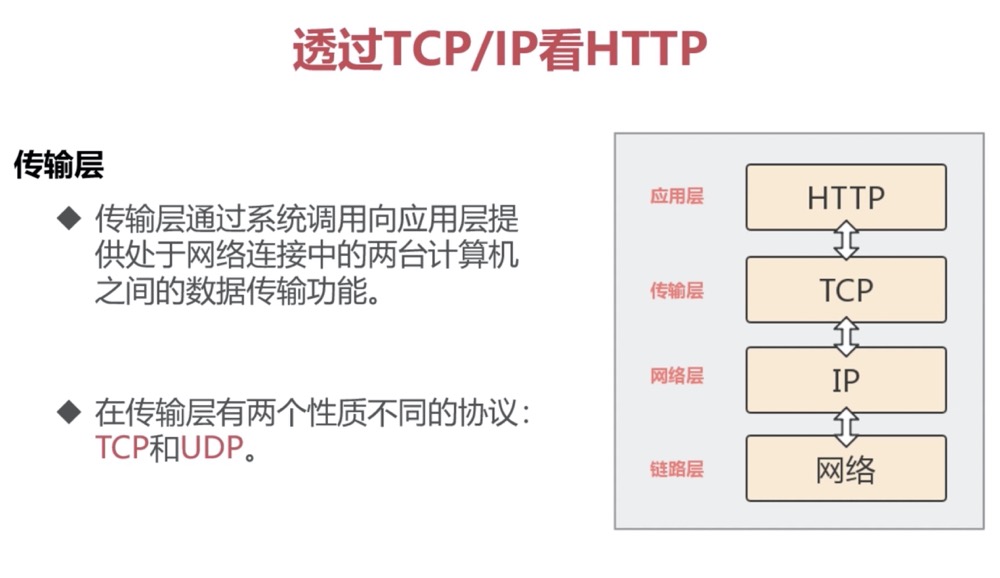 透过TCP/IP看HTTP
传输层
◆ 传输层通过系统调用向应用层提
供处于网络连接中的两台计算机
之间的数据传输功能。
◆ 在传输层有两个性质不同的协议：
TCP和UDP。
应用层 HTTP
传输层 TCP
网络层 IP
链路层 网络